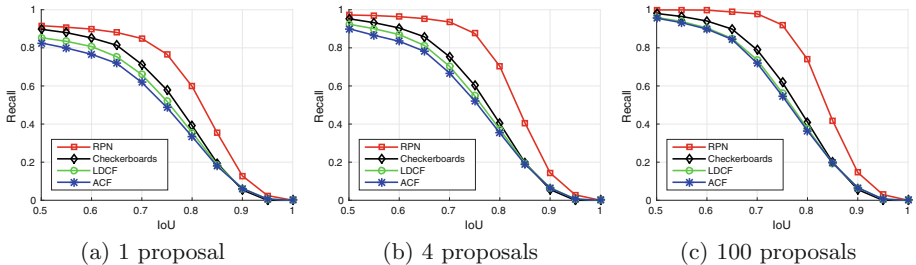 1
0.8
0.6
0.4
0.2
0
Recall
RPN
Checkerboards
LDCF
ACF
0.5 0.6 0.7 0.8 0.9 1
IoU
(a) 1 proposal
1
0.8
0.6
0.4
0.2
0
Recall
RPN
Checkerboards
LDCF
ACF
0.5 0.6 0.7 0.8 0.9 1
IoU
(b) 4 proposals
1
0.8
0.6
0.4
0.2
0
Recall
RPN
Checkerboards
LDCF
ACF
0.5 0.6 0.7 0.8 0.9 1
IoU
(c) 100 proposals